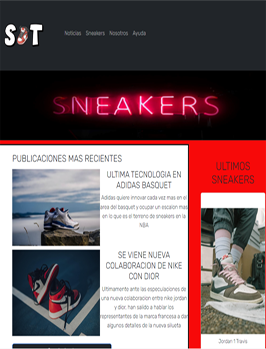 S T
Noticias Sneakers Nosotros Ayuda
SNEAKERS
PUBLICACIONES MAS RECIENTES
ULTIMA TECNOLOGIA EN
ADIDAS BASQUET
Adidas quiere innovar cada vez mas en el
area del basquet y ocupar un escalon mas
en lo que es el terreno de sneakers en la
NBA
SE VIENE NUEVA
COLABORACION DE NIKE
CON DIOR
Ultimamente ante las especulaciones de
una nueva colaboracion entre nike jordan
y dior, han salido a hablar los
representantes de la marca francesa a dar
algunos detalles de la nueva silueta
ULTIMOS
SNEAKERS
Jordan 1 Travis